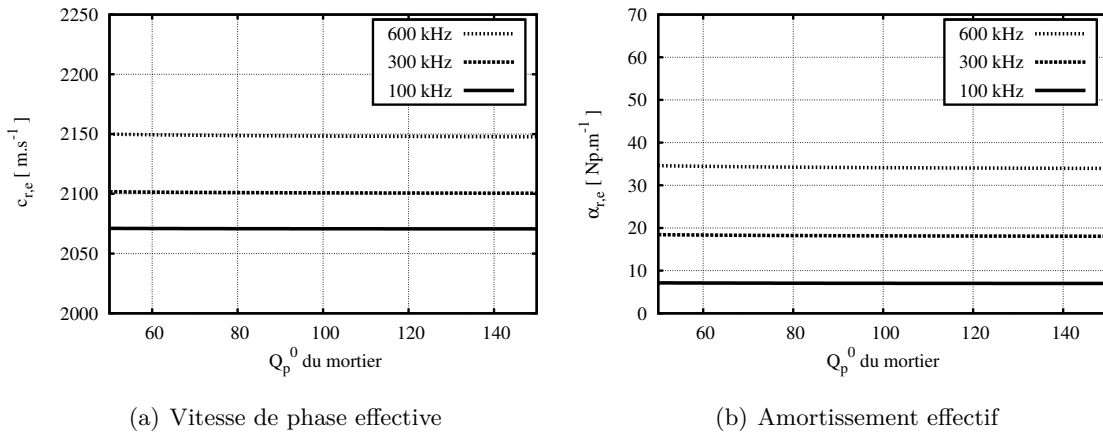 2250
2200
2150
2100
2050
2000
c_{r,e} [ m.s^{-1} ]
600 kHz
300 kHz
100 kHz
60
80
100
120
140
Q_p^0 du mortier
(a) Vitesse de phase effective
70
60
50
40
30
20
10
0
α_{r,e} [ Np.m^{-1} ]
600 kHz
300 kHz
100 kHz
60
80
100
120
140
Q_p^0 du mortier
(b) Amortissement effectif